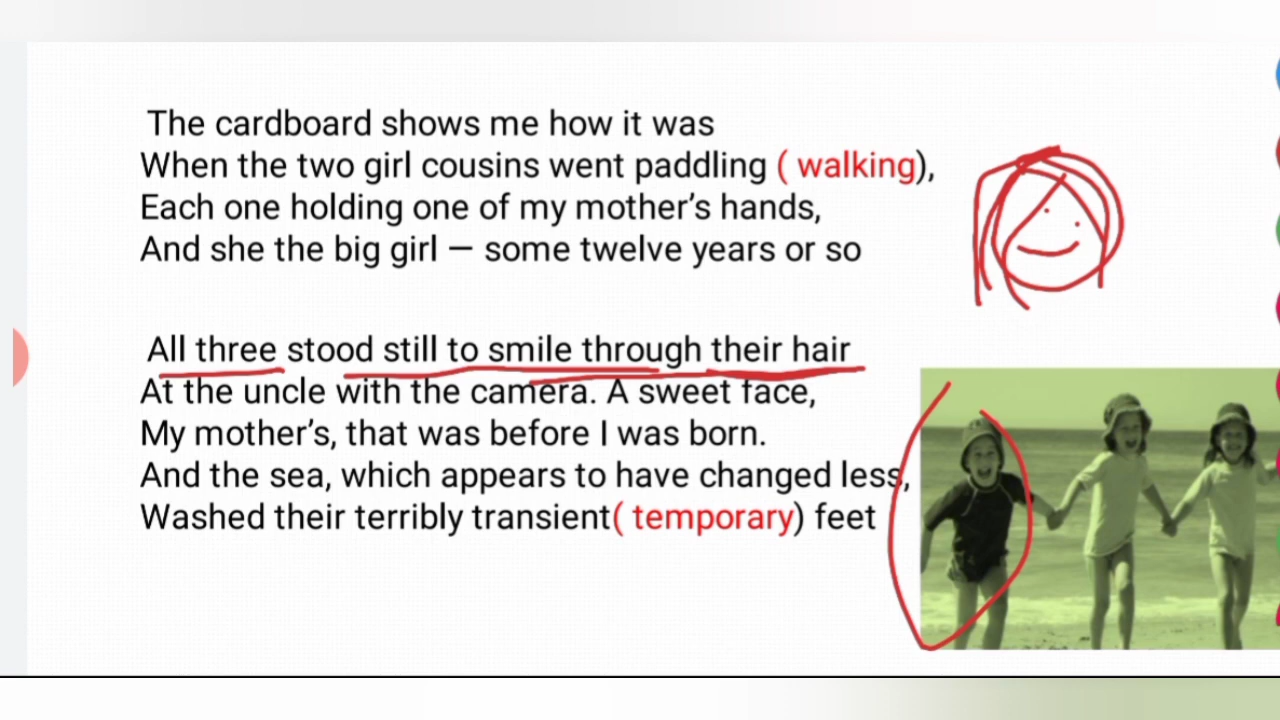 The cardboard shows me how it was
When the two girl cousins went paddling ( walking),
Each one holding one of my mother’s hands,
And she the big girl — some twelve years or so
All three stood still to smile through their hair
At the uncle with the camera. A sweet face,
My mother’s, that was before I was born.
And the sea, which appears to have changed less,
Washed their terribly transient( temporary) feet